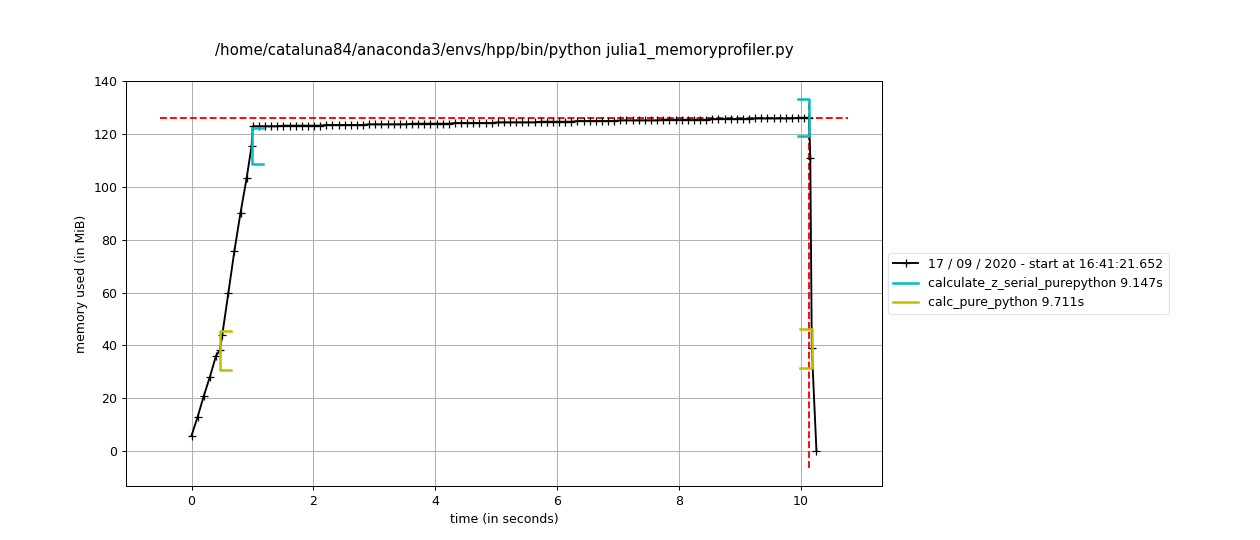 /home/cataluna84/anaconda3/envs/hpp/bin/python julia1_memoryprofiler.py
140
120
100
80
60
40
20
0
memory used (in MiB)
0 2 4 6 8 10
time (in seconds)
17 / 09 / 2020 - start at 16:41:21.652
calculate_z_serial_purepython 9.147s
calc_pure_python 9.711s